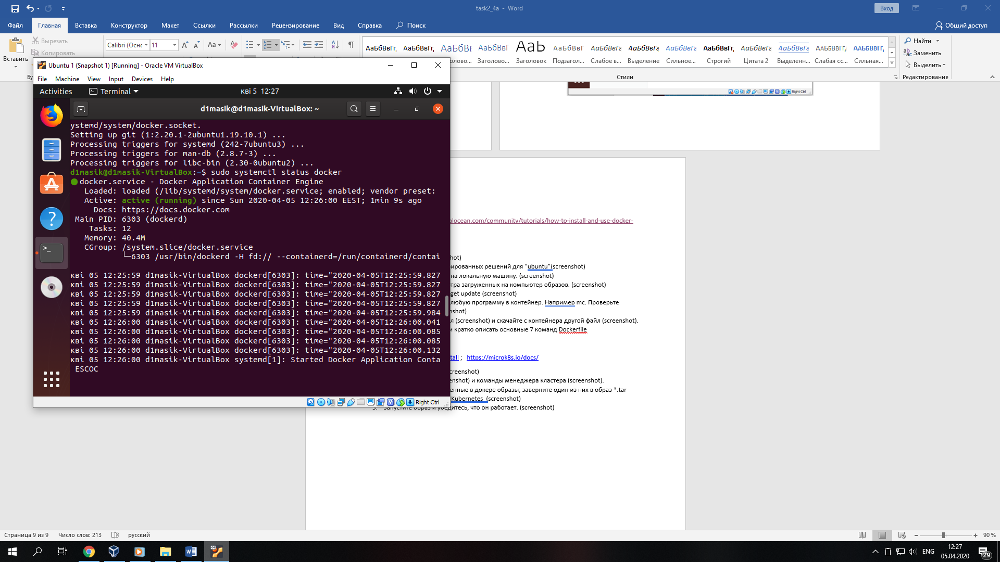 task2_4a - Word
Вход
Файл Главная Вставка Конструктор Макет Ссылки Рассылки Рецензирование Вид Справка Поиск Общий доступ
Вставить
Вырезать
Копировать
Calibri (Оснс 11
АаБбВвГг, АаБбВвГг, АаБбВвГ АаБбВвГ АаЬ АаБбВвГ АаБбВвГг АаБбВвГг АаБбВвГг АаБбВвГг, АаБбВвГг АаБбВвГг АаБбВвГг, АаБбВвГг,
Заголово... Заголовок Подзагол... Слабое в... Выделение Сильное... Строгий Цитата 2 Выделенн... Слабая сс... Сильная...
Стили
Найти
Заменить
Выделить
Редактирование
Ubuntu 1 (Snapshot 1) [Running] - Oracle VM VirtualBox
File Machine View Input Devices Help
Activities Terminal кві 5 12:27
d1masik@d1masik-VirtualBox: ~
ystemd/system/docker.socket.
Setting up git (1:2.20.1-2ubuntu1.19.10.1) ...
Processing triggers for systemd (242-7ubuntu3) ...
Processing triggers for man-db (2.8.7-3) ...
Processing triggers for libc-bin (2.30-0ubuntu2) ...
d1masik@d1masik-VirtualBox:~$ sudo systemctl status docker
docker.service - Docker Application Container Engine
Loaded: loaded (/lib/systemd/system/docker.service; enabled; vendor preset:
Active: active (running) since Sun 2020-04-05 12:26:00 EEST; 1min 9s ago
Docs: https://docs.docker.com
Main PID: 6303 (dockerd)
Tasks: 12
Memory: 40.4M
CGroup: /system.slice/docker.service
└─6303 /usr/bin/dockerd -H fd:// --containerd=/run/containerd/contai
кві 05 12:25:59 d1masik-VirtualBox dockerd[6303]: time="2020-04-05T12:25:59.827
кві 05 12:25:59 d1masik-VirtualBox dockerd[6303]: time="2020-04-05T12:25:59.827
кві 05 12:25:59 d1masik-VirtualBox dockerd[6303]: time="2020-04-05T12:25:59.827
кві 05 12:25:59 d1masik-VirtualBox dockerd[6303]: time="2020-04-05T12:25:59.827
кві 05 12:25:59 d1masik-VirtualBox dockerd[6303]: time="2020-04-05T12:25:59.984
кві 05 12:26:00 d1masik-VirtualBox dockerd[6303]: time="2020-04-05T12:26:00.041
кві 05 12:26:00 d1masik-VirtualBox dockerd[6303]: time="2020-04-05T12:26:00.085
кві 05 12:26:00 d1masik-VirtualBox dockerd[6303]: time="2020-04-05T12:26:00.085
кві 05 12:26:00 d1masik-VirtualBox dockerd[6303]: time="2020-04-05T12:26:00.132
кві 05 12:26:00 d1masik-VirtualBox systemd[1]: Started Docker Application Conta
ESCOC
Right Ctrl
Right Ctrl
alocean.com/community/tutorials/how-to-install-and-use-docker-
hot)
рированных решений для “ubuntu”(screenshot)
на локальную машину. (screenshot)
тра загруженных на компьютер образов. (screenshot)
get update (screenshot)
любую программу в контейнер. Например mc. Проверьте
shot)
л (screenshot) и скачайте с контейнера другой файл (screenshot).
и кратко описать основные 7 команд Dockerfile
tall ; https://microk8s.io/docs/
creenshot)
shot) и команды менеджера кластера (screenshot).
енные в докере образы; заверните один из них в образ *.tar
Kubernetes (screenshot)
5. Запустите образ и убедитесь, что он работает. (screenshot)
Страница 9 из 9 Число слов: 213 русский
90 %
ENG
12:27
05.04.2020
29